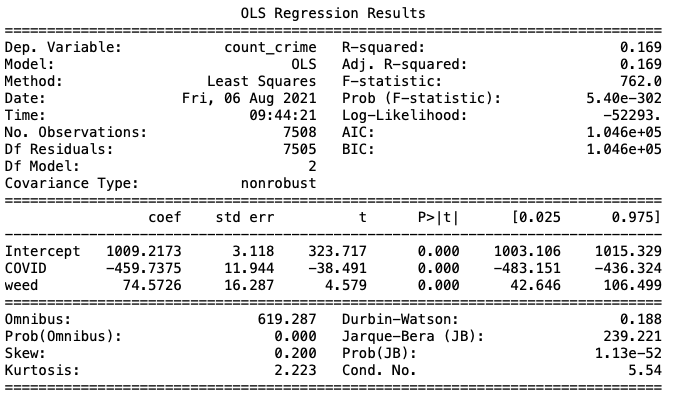 OLS Regression Results
==============================================================================
Dep. Variable: count_crime R-squared: 0.169
Model: OLS Adj. R-squared: 0.169
Method: Least Squares F-statistic: 762.0
Date: Fri, 06 Aug 2021 Prob (F-statistic): 5.40e-302
Time: 09:44:21 Log-Likelihood: -52293.
No. Observations: 7508 AIC: 1.046e+05
Df Residuals: 7505 BIC: 1.046e+05
Df Model: 2
Covariance Type: nonrobust
==============================================================================
coef std err t P>|t| [0.025 0.975]
------------------------------------------------------------------------------
Intercept 1009.2173 3.118 323.717 0.000 1003.106 1015.329
COVID -459.7375 11.944 -38.491 0.000 -483.151 -436.324
weed 74.5726 16.287 4.579 0.000 42.646 106.499
==============================================================================
Omnibus: 619.287 Durbin-Watson: 0.188
Prob(Omnibus): 0.000 Jarque-Bera (JB): 239.221
Skew: 0.200 Prob(JB): 1.13e-52
Kurtosis: 2.223 Cond. No. 5.54
==============================================================================